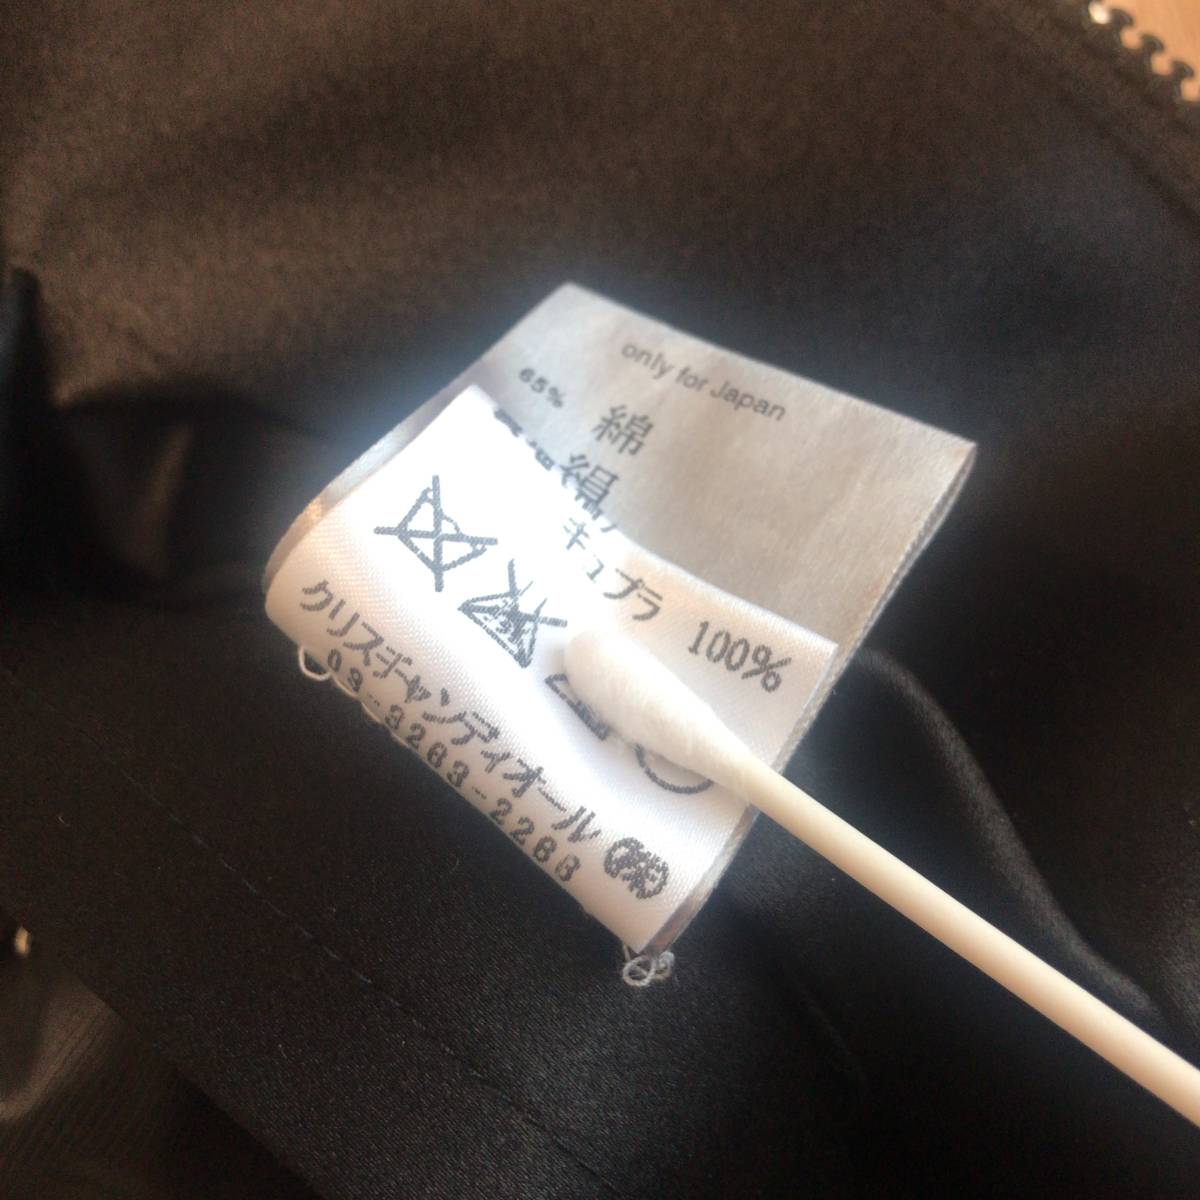 only for Japan
65%
綿
絹
キュプラ 100%
クリスチャンディオール㈱
03-3263-2268